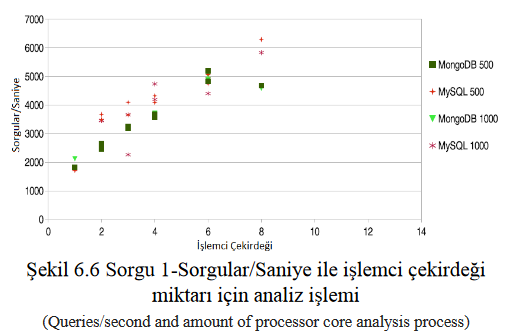 7000
6000
5000
4000
3000
2000
1000
0
Sorgular/Saniye
0 2 4 6 8 10 12 14
İşlemci Çekirdeği
MongoDB 500
MySQL 500
MongoDB 1000
MySQL 1000
Şekil 6.6 Sorgu 1-Sorgular/Saniye ile işlemci çekirdeği
miktarı için analiz işlemi
(Queries/second and amount of processor core analysis process)